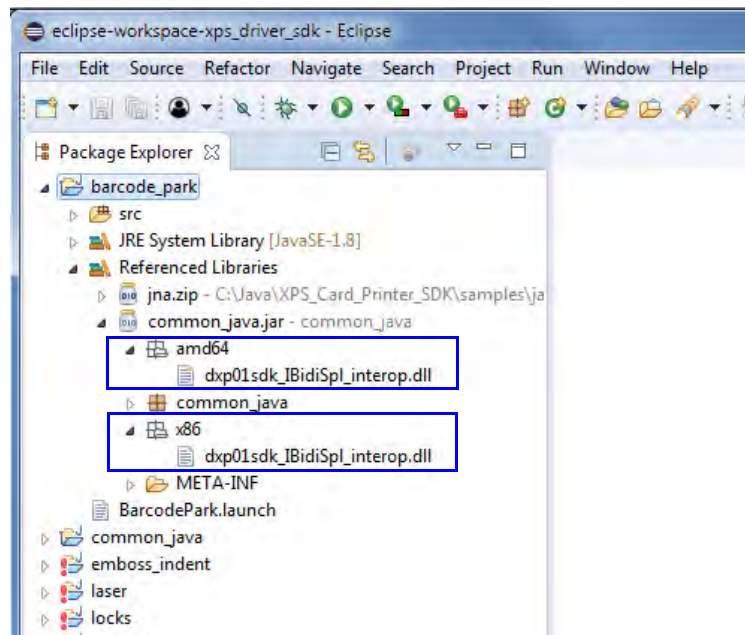 eclipse-workspace-xps_driver_sdk - Eclipse
File Edit Source Refactor Navigate Search Project Run Window Help
Package Explorer
barcode_park
src
JRE System Library [JavaSE-1.8]
Referenced Libraries
010 jna.zip - C:\Java\XPS_Card_Printer_SDK\samples\ja
010 common_java.jar - common_java
amd64
dxp01sdk_IBidiSpl_interop.dll
common_java
x86
dxp01sdk_IBidiSpl_interop.dll
META-INF
BarcodePark.launch
common_java
emboss_indent
laser
locks